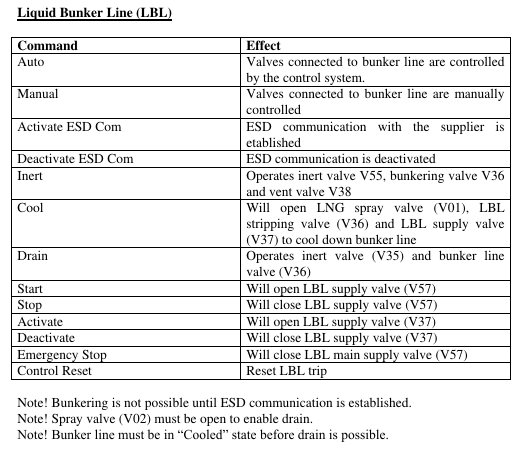 Liquid Bunker Line (LBL)
Command Effect
Auto Valves connected to bunker line are controlled
by the control system.
Manual Valves connected to bunker line are manually
controlled
Activate ESD Com ESD communication with the supplier is
etablished
Deactivate ESD Com ESD communication is deactivated
Inert Operates inert valve V55, bunkering valve V36
and vent valve V38
Cool Will open LNG spray valve (V01), LBL
stripping valve (V36) and LBL supply valve
(V37) to cool down bunker line
Drain Operates inert valve (V35) and bunker line
valve (V36)
Start Will open LBL supply valve (V57)
Stop Will close LBL supply valve (V57)
Activate Will open LBL supply valve (V37)
Deactivate Will close LBL supply valve (V37)
Emergency Stop Will close LBL main supply valve (V57)
Control Reset Reset LBL trip
Note! Bunkering is not possible until ESD communication is established.
Note! Spray valve (V02) must be open to enable drain.
Note! Bunker line must be in “Cooled” state before drain is possible.